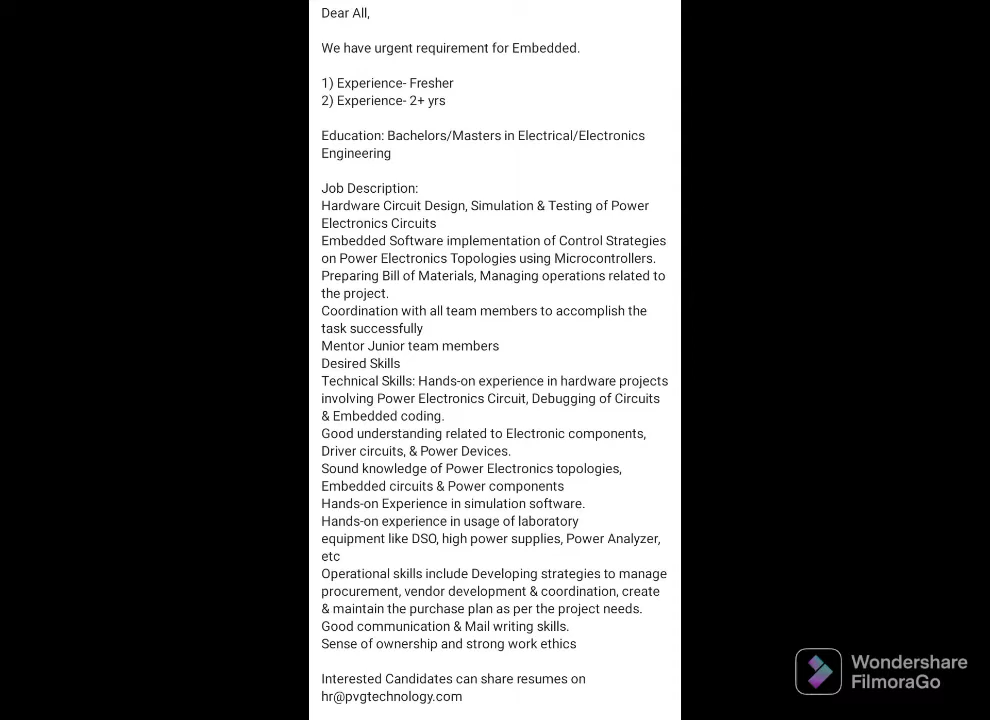 Dear All,
We have urgent requirement for Embedded.
1) Experience- Fresher
2) Experience- 2+ yrs
Education: Bachelors/Masters in Electrical/Electronics
Engineering
Job Description:
Hardware Circuit Design, Simulation & Testing of Power
Electronics Circuits
Embedded Software implementation of Control Strategies
on Power Electronics Topologies using Microcontrollers.
Preparing Bill of Materials, Managing operations related to
the project.
Coordination with all team members to accomplish the
task successfully
Mentor Junior team members
Desired Skills
Technical Skills: Hands-on experience in hardware projects
involving Power Electronics Circuit, Debugging of Circuits
& Embedded coding.
Good understanding related to Electronic components,
Driver circuits, & Power Devices.
Sound knowledge of Power Electronics topologies,
Embedded circuits & Power components
Hands-on Experience in simulation software.
Hands-on experience in usage of laboratory
equipment like DSO, high power supplies, Power Analyzer,
etc
Operational skills include Developing strategies to manage
procurement, vendor development & coordination, create
& maintain the purchase plan as per the project needs.
Good communication & Mail writing skills.
Sense of ownership and strong work ethics
Interested Candidates can share resumes on
hr@pvgtechnology.com
Wondershare
FilmoraGo